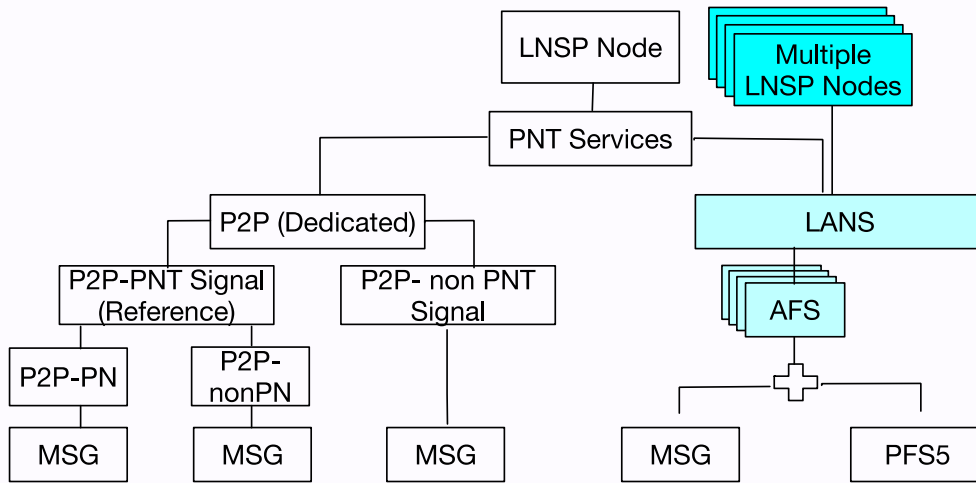 LNSP Node
Multiple
LNSP Nodes
PNT Services
P2P (Dedicated)
LANS
P2P-PNT Signal
(Reference)
P2P- non PNT
Signal
AFS
P2P-PN
P2P-
nonPN
MSG
MSG
MSG
MSG
PFS5